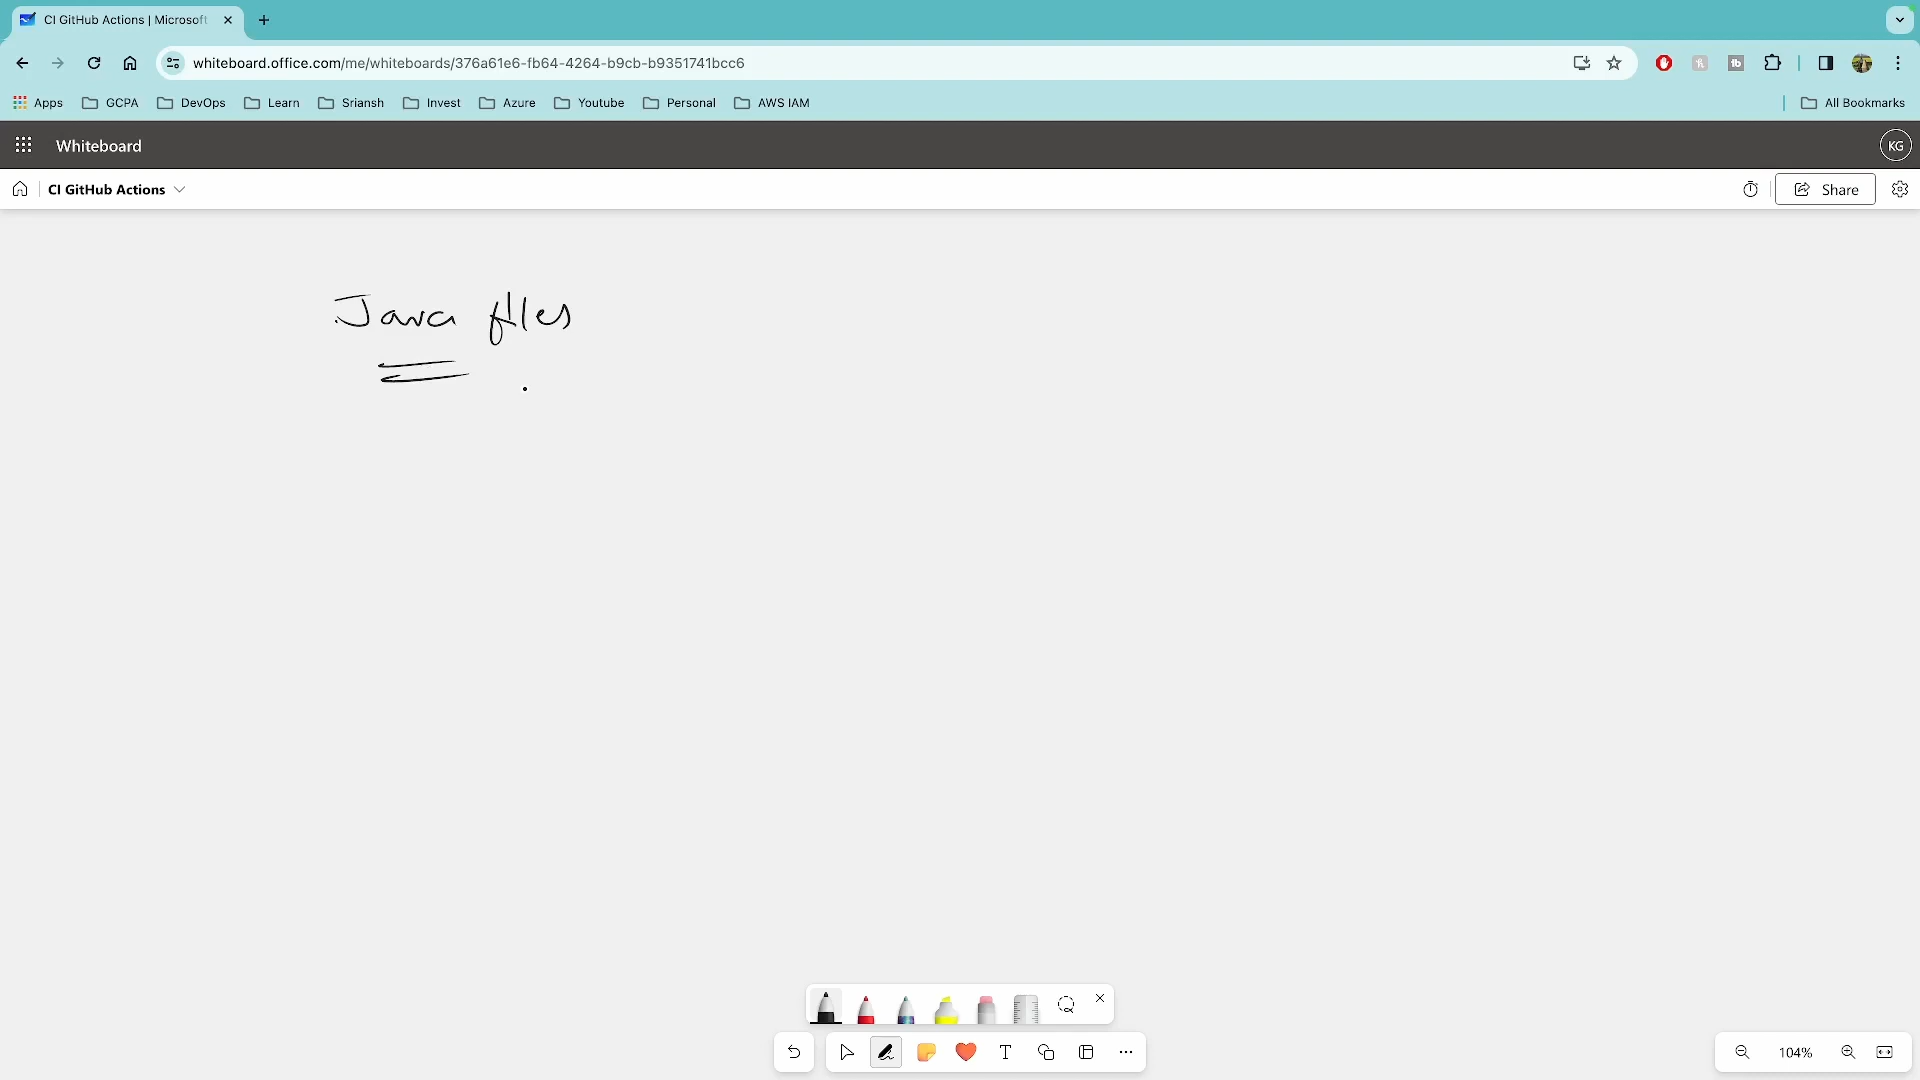 CI GitHub Actions | Microsoft
whiteboard.office.com/me/whiteboards/376a61e6-fb64-4264-b9cb-b9351741bcc6
Apps GCPA DevOps Learn Sriansh Invest Azure Youtube Personal AWS IAM All Bookmarks
Whiteboard KG
CI GitHub Actions Share
Java files
104%